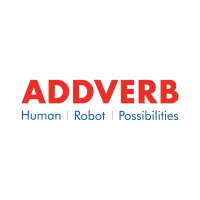 ADDVERB
Human | Robot | Possibilities